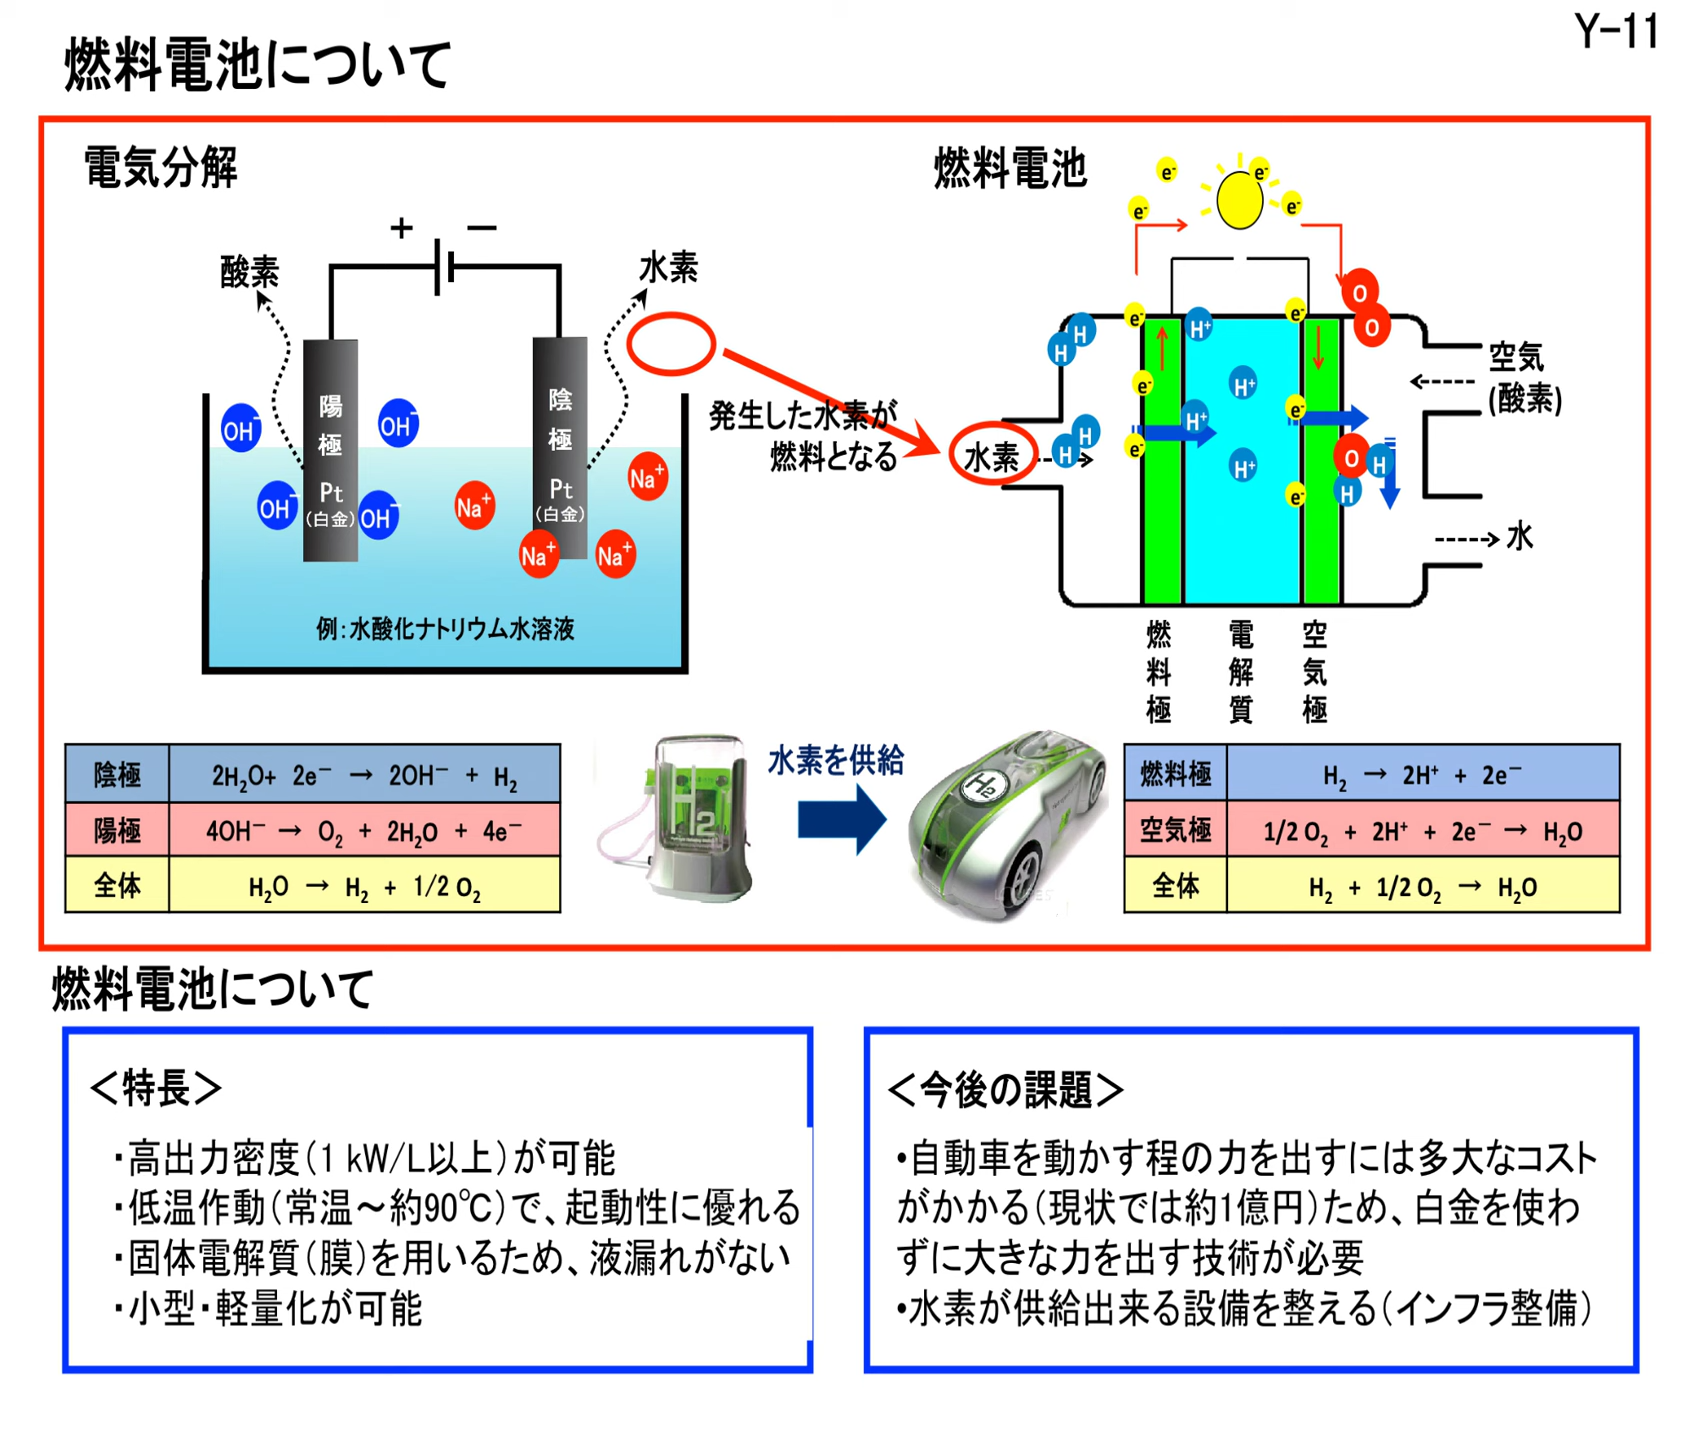 Y-11
燃料電池について
電気分解
燃料電池
+ −
酸素
水素
陽極
Pt
(白金)
陰極
Pt
(白金)
OH⁻
OH⁻
OH⁻
OH⁻
Na⁺
Na⁺
Na⁺
Na⁺
例：水酸化ナトリウム水溶液
発生した水素が
燃料となる
水素
e⁻
e⁻
e⁻
e⁻
e⁻
e⁻
e⁻
e⁻
e⁻
e⁻
H
H
H
H
H⁺
H⁺
H⁺
H⁺
O
O
O
H
H
空気
(酸素)
水
燃料極
電解質
空気極
陰極 2H₂O+ 2e⁻ → 2OH⁻ + H₂
陽極 4OH⁻ → O₂ + 2H₂O + 4e⁻
全体 H₂O → H₂ + 1/2 O₂
H2
水素を供給
H2
燃料極 H₂ → 2H⁺ + 2e⁻
空気極 1/2 O₂ + 2H⁺ + 2e⁻ → H₂O
全体 H₂ + 1/2 O₂ → H₂O
燃料電池について
＜特長＞
・高出力密度（1 kW/L以上）が可能
・低温作動（常温～約90℃）で、起動性に優れる
・固体電解質（膜）を用いるため、液漏れがない
・小型・軽量化が可能
＜今後の課題＞
•自動車を動かす程の力を出すには多大なコスト
がかかる（現状では約1億円）ため、白金を使わ
ずに大きな力を出す技術が必要
•水素が供給出来る設備を整える（インフラ整備）